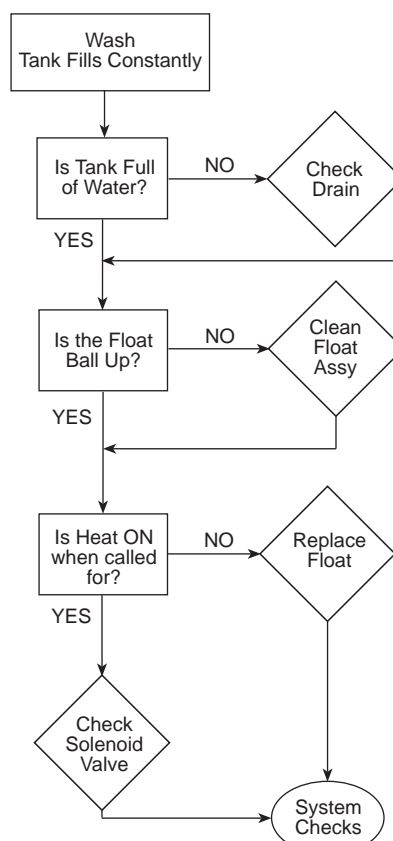 Wash
Tank Fills Constantly
Is Tank Full
of Water?
NO
Check
Drain
YES
Is the Float
Ball Up?
NO
Clean
Float
Assy
YES
Is Heat ON
when called
for?
NO
Replace
Float
YES
Check
Solenoid
Valve
System
Checks